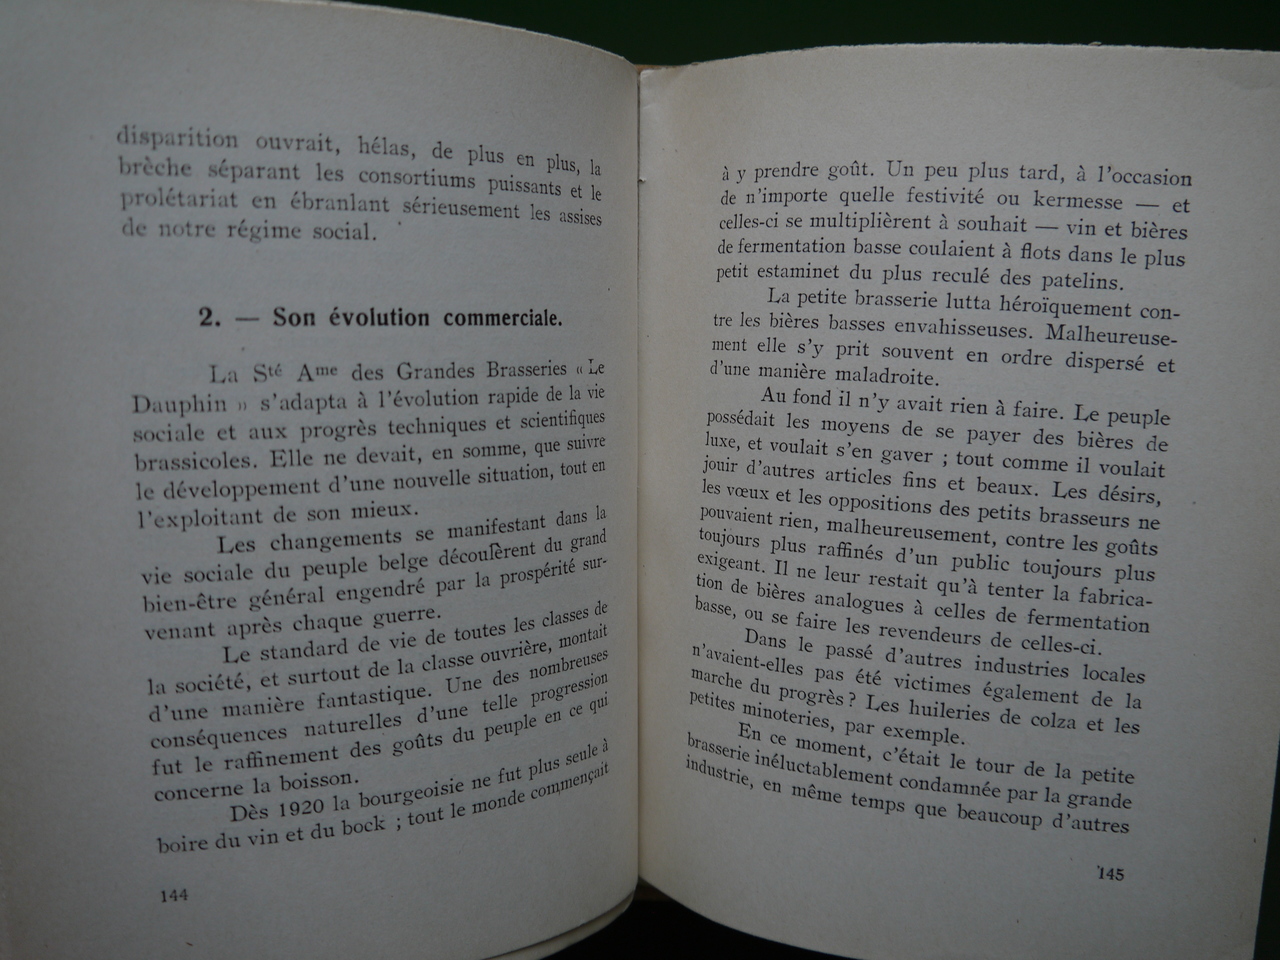 disparition ouvrait, hélas, de plus en plus, la
brèche séparant les consortiums puissants et le
prolétariat en ébranlant sérieusement les assises
de notre régime social.
2. — Son évolution commerciale.
La Sté Ame des Grandes Brasseries « Le
Dauphin » s'adapta à l'évolution rapide de la vie
sociale et aux progrès techniques et scientifiques
brassicoles. Elle ne devait, en somme, que suivre
le développement d'une nouvelle situation, tout en
l'exploitant de son mieux.
Les changements se manifestant dans la
vie sociale du peuple belge découlèrent du grand
bien-être général engendré par la prospérité sur-
venant après chaque guerre.
Le standard de vie de toutes les classes de
la société, et surtout de la classe ouvrière, montait
d'une manière fantastique. Une des nombreuses
conséquences naturelles d'une telle progression
fut le raffinement des goûts du peuple en ce qui
concerne la boisson.
Dès 1920 la bourgeoisie ne fut plus seule à
boire du vin et du bock ; tout le monde commençait
144
à y prendre goût. Un peu plus tard, à l'occasion
de n'importe quelle festivité ou kermesse — et
celles-ci se multiplièrent à souhait — vin et bières
de fermentation basse coulaient à flots dans le plus
petit estaminet du plus reculé des patelins.
La petite brasserie lutta héroïquement con-
tre les bières basses envahisseuses. Malheureuse-
ment elle s'y prit souvent en ordre dispersé et
d'une manière maladroite.
Au fond il n'y avait rien à faire. Le peuple
possédait les moyens de se payer des bières de
luxe, et voulait s'en gaver ; tout comme il voulait
jouir d'autres articles fins et beaux. Les désirs,
les vœux et les oppositions des petits brasseurs ne
pouvaient rien, malheureusement, contre les goûts
toujours plus raffinés d'un public toujours plus
exigeant. Il ne leur restait qu'à tenter la fabrica-
tion de bières analogues à celles de fermentation
basse, ou se faire les revendeurs de celles-ci.
Dans le passé d'autres industries locales
n'avaient-elles pas été victimes également de la
marche du progrès ? Les huileries de colza et les
petites minoteries, par exemple.
En ce moment, c'était le tour de la petite
brasserie inéluctablement condamnée par la grande
industrie, en même temps que beaucoup d'autres
145